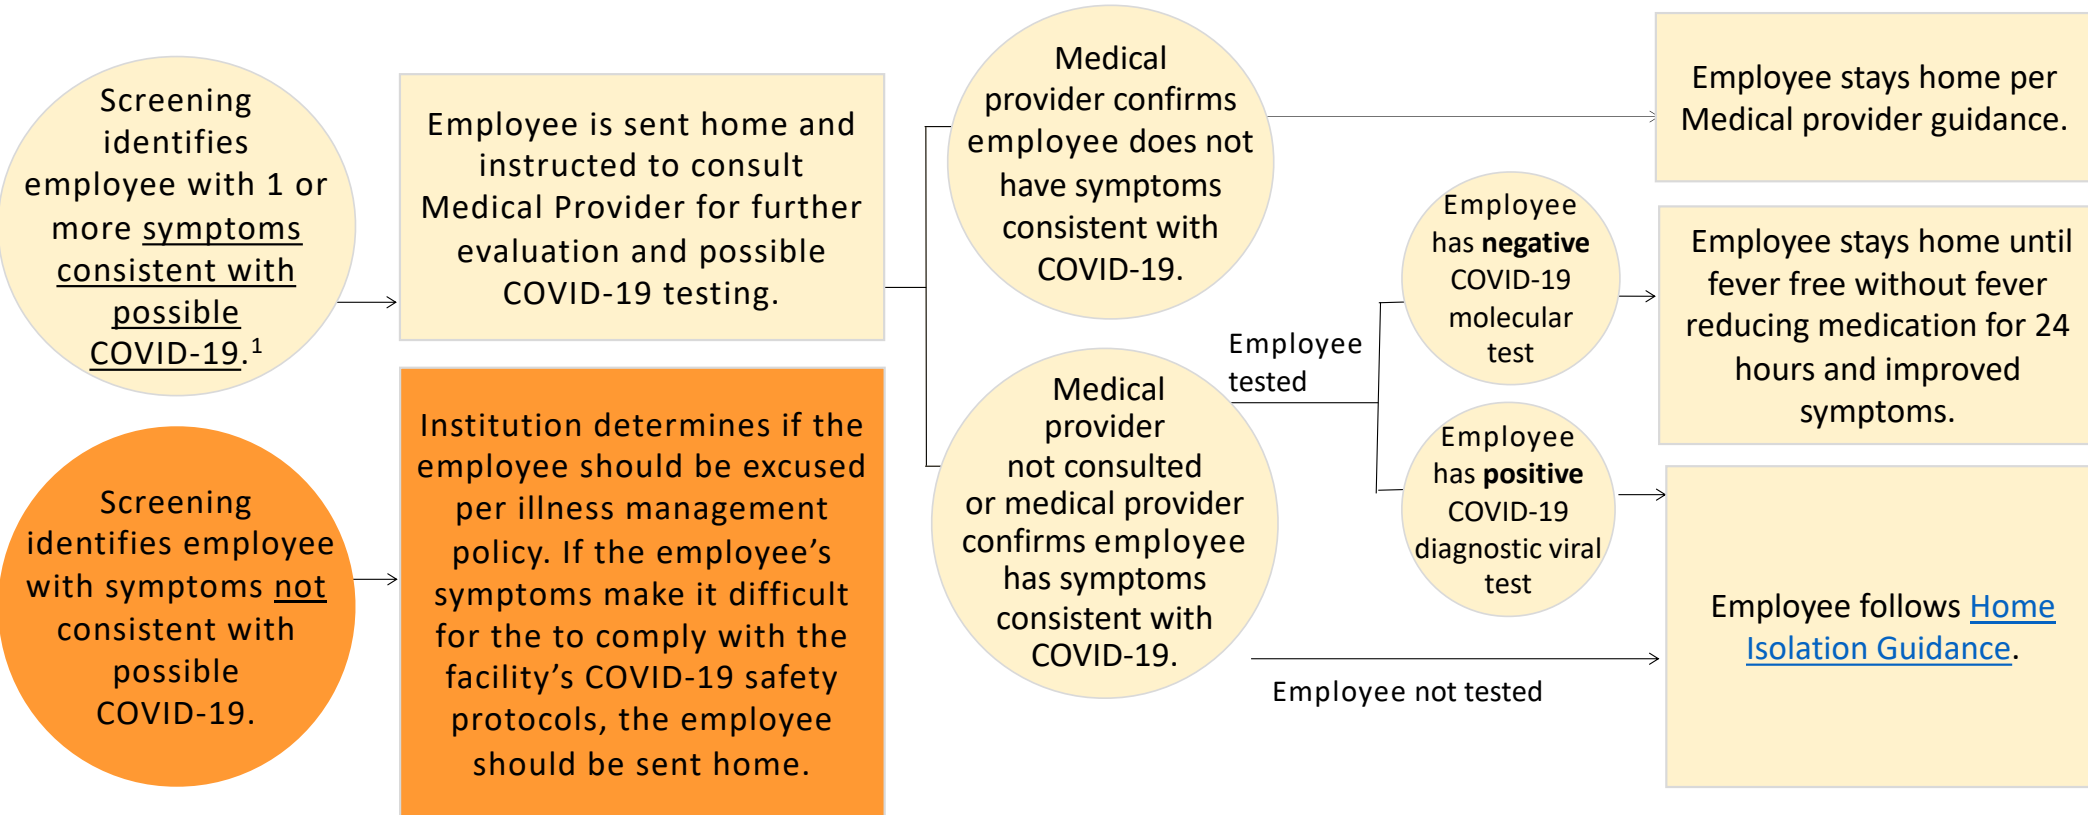 Screening
identifies
employee with 1 or
more symptoms
consistent with
possible
COVID-19.1
Employee is sent home and
instructed to consult
Medical Provider for further
evaluation and possible
COVID-19 testing.
Medical
provider confirms
employee does not
have symptoms
consistent with
COVID-19.
Employee stays home per
Medical provider guidance.
Employee
tested
Employee
has negative
COVID-19
molecular
test
Employee stays home until
fever free without fever
reducing medication for 24
hours and improved
symptoms.
Screening
identifies employee
with symptoms not
consistent with
possible
COVID-19.
Institution determines if the
employee should be excused
per illness management
policy. If the employee’s
symptoms make it difficult
for the to comply with the
facility’s COVID-19 safety
protocols, the employee
should be sent home.
Medical
provider
not consulted
or medical provider
confirms employee
has symptoms
consistent with
COVID-19.
Employee
has positive
COVID-19
diagnostic viral
test
Employee not tested
Employee follows Home
Isolation Guidance.